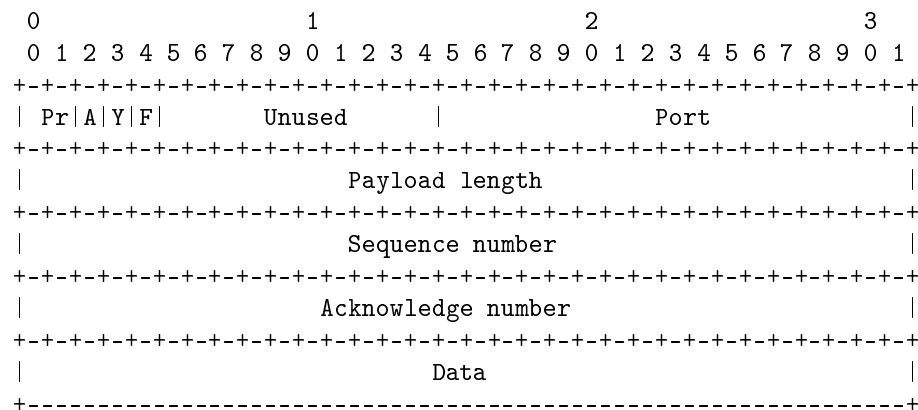 0                   1                   2                   3
0 1 2 3 4 5 6 7 8 9 0 1 2 3 4 5 6 7 8 9 0 1 2 3 4 5 6 7 8 9 0 1
+-+-+-+-+-+-+-+-+-+-+-+-+-+-+-+-+-+-+-+-+-+-+-+-+-+-+-+-+-+-+-+-+
| Pr|A|Y|F|       Unused      |               Port              |
+-+-+-+-+-+-+-+-+-+-+-+-+-+-+-+-+-+-+-+-+-+-+-+-+-+-+-+-+-+-+-+-+
|                       Payload length                          |
+-+-+-+-+-+-+-+-+-+-+-+-+-+-+-+-+-+-+-+-+-+-+-+-+-+-+-+-+-+-+-+-+
|                       Sequence number                         |
+-+-+-+-+-+-+-+-+-+-+-+-+-+-+-+-+-+-+-+-+-+-+-+-+-+-+-+-+-+-+-+-+
|                     Acknowledge number                        |
+-+-+-+-+-+-+-+-+-+-+-+-+-+-+-+-+-+-+-+-+-+-+-+-+-+-+-+-+-+-+-+-+
|                             Data                              |
+---------------------------------------------------------------+